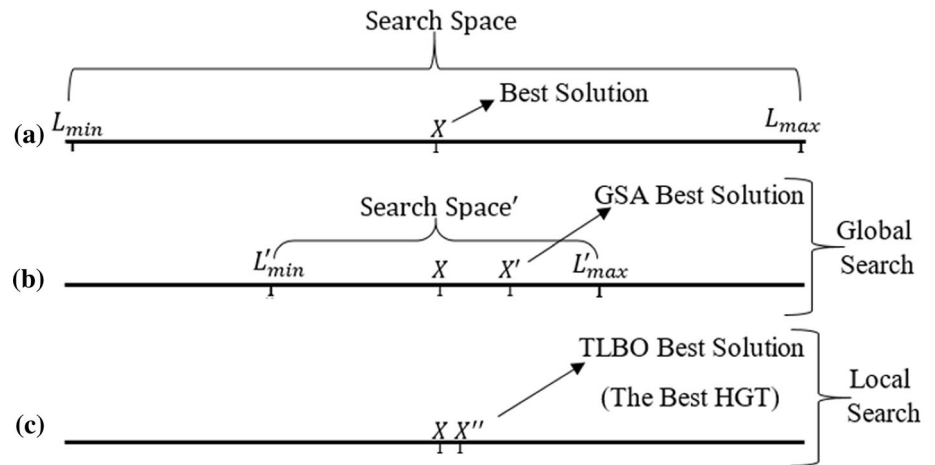 Search Space
Best Solution
(a) L_min X L_max
Search Space′
GSA Best Solution
Global
Search
(b) L′_min X X′ L′_max
TLBO Best Solution
(The Best HGT)
Local
Search
(c) X X′′